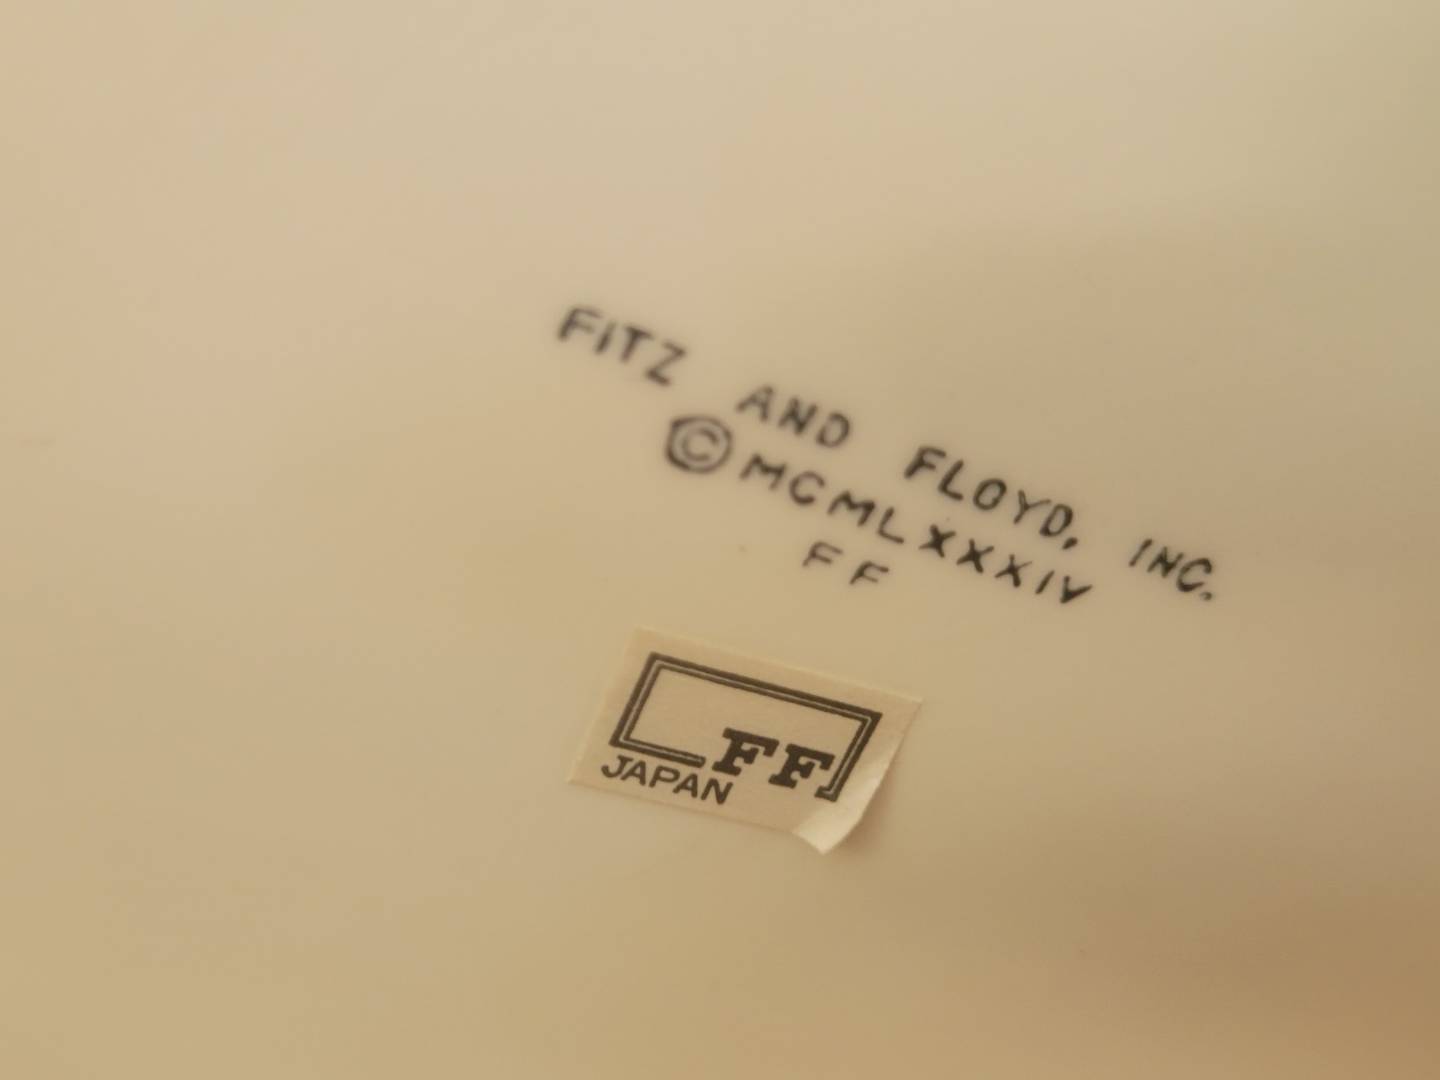 FITZ AND FLOYD, INC.
© MCMLXXXIV
FF
FF
JAPAN